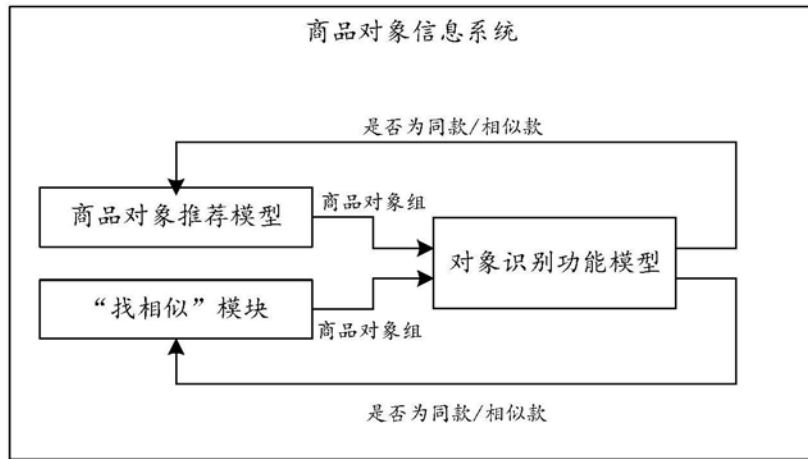 商品对象信息系统
是否为同款/相似款
商品对象推荐模型
商品对象组
对象识别功能模型
“找相似”模块
商品对象组
是否为同款/相似款